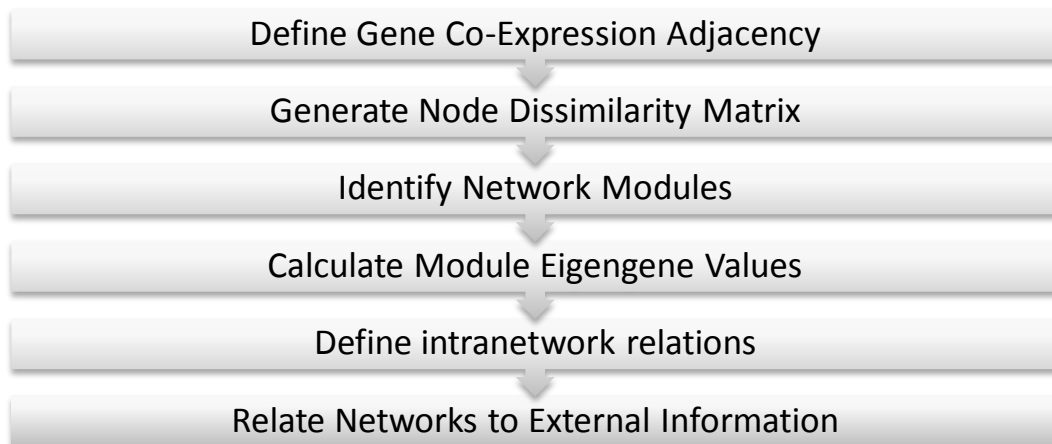 Define Gene Co-Expression Adjacency
Generate Node Dissimilarity Matrix
Identify Network Modules
Calculate Module Eigengene Values
Define intranetwork relations
Relate Networks to External Information